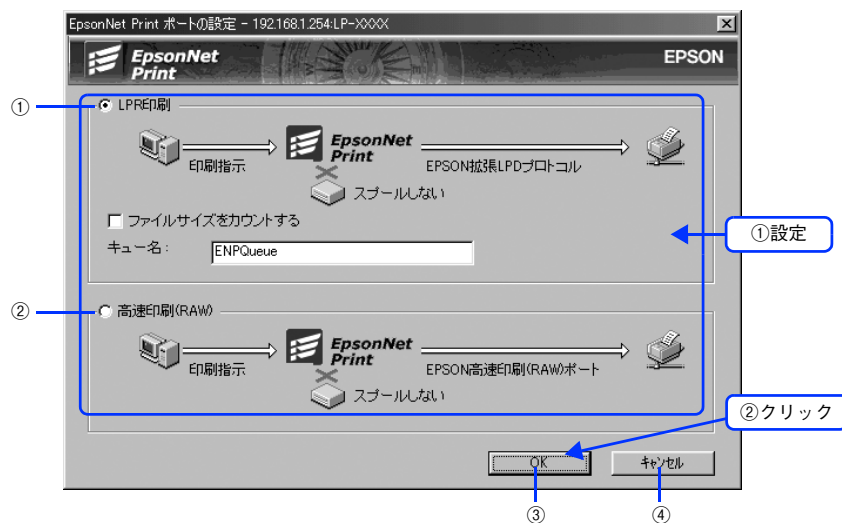 EpsonNet Print ポートの設定 - 192.168.1.254:LP-XXXX
EpsonNet
Print
EPSON
①
LPR印刷
印刷指示
EpsonNet
Print
EPSON拡張LPDプロトコル
スプールしない
ファイルサイズをカウントする
キュー名：
ENPQueue
①設定
②
高速印刷(RAW)
印刷指示
EpsonNet
Print
EPSON高速印刷(RAW)ポート
スプールしない
②クリック
OK
キャンセル
③
④